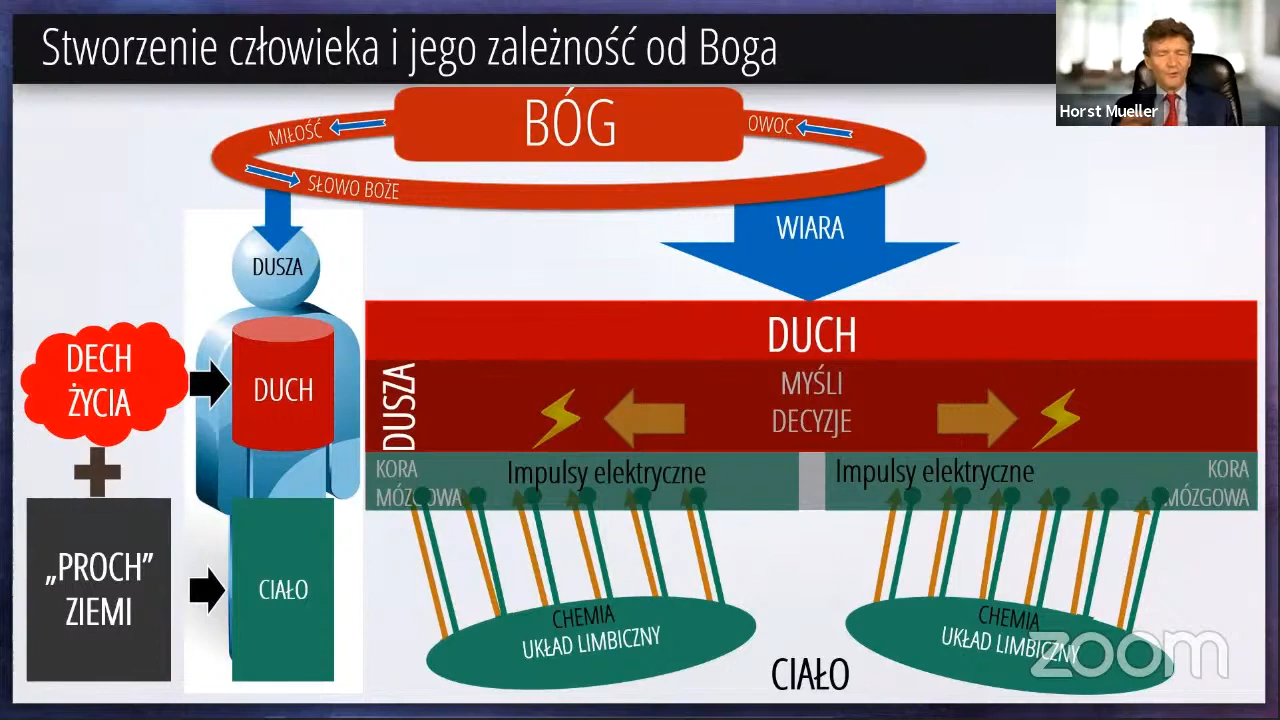 Stworzenie człowieka i jego zależność od Boga
Horst Mueller
BÓG
MIŁOŚĆ
OWOC
SŁOWO BOŻE
WIARA
DUSZA
DECH
ŻYCIA
DUCH
„PROCH”
ZIEMI
CIAŁO
DUCH
DUSZA
MYŚLI
DECYZJE
KORA
MÓZGOWA
Impulsy elektryczne
Impulsy elektryczne
KORA
MÓZGOWA
CHEMIA
UKŁAD LIMBICZNY
CHEMIA
UKŁAD LIMBICZNY
CIAŁO
zoom